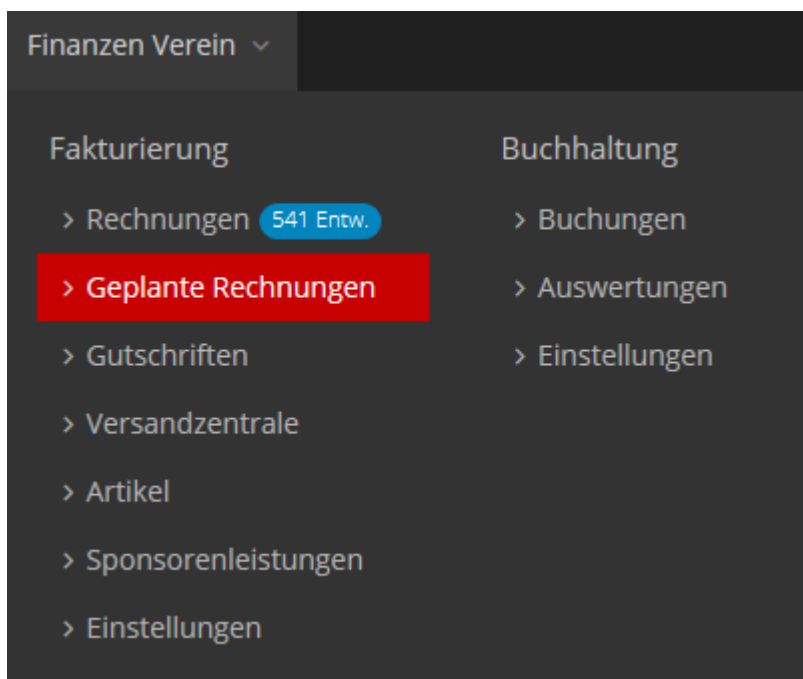 Finanzen Verein
Fakturierung
Rechnungen 541 Entw.
Geplante Rechnungen
Gutschriften
Versandzentrale
Artikel
Sponsorenleistungen
Einstellungen
Buchhaltung
Buchungen
Auswertungen
Einstellungen